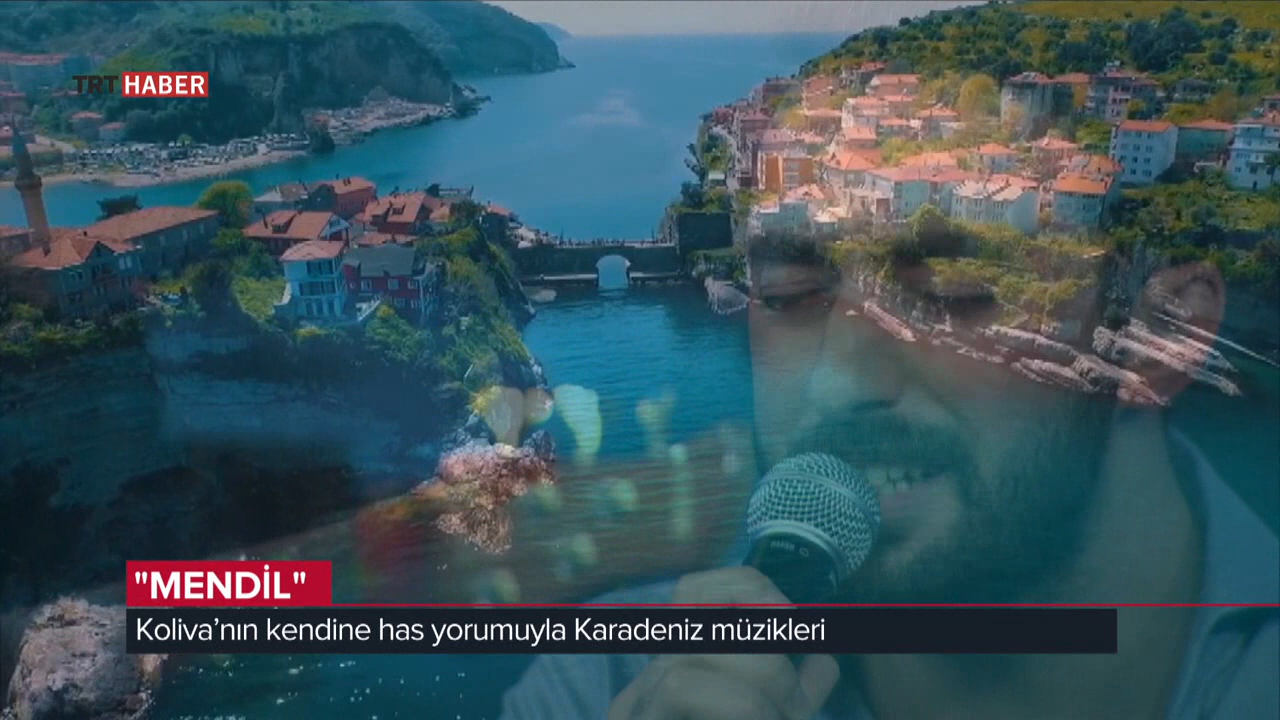 TRT HABER
"MENDİL"
Koliva’nın kendine has yorumuyla Karadeniz müzikleri